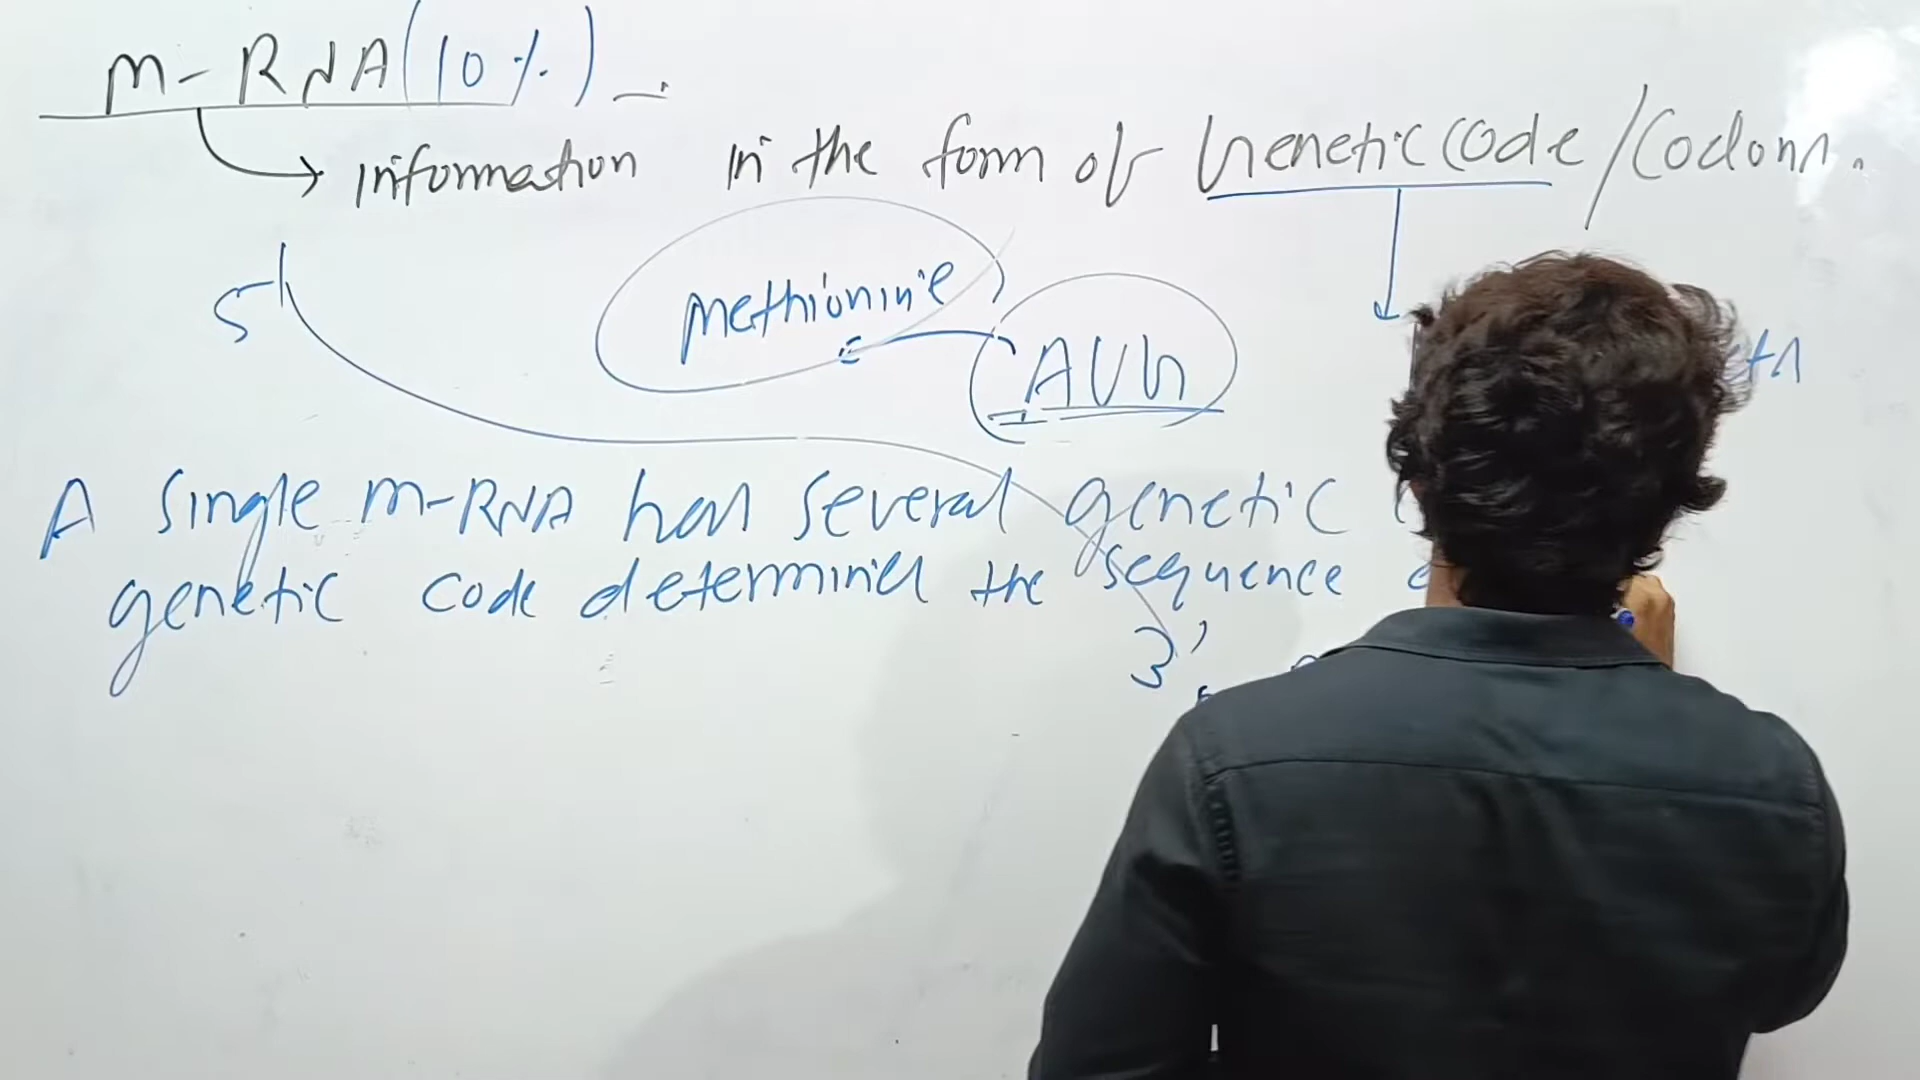 m-RNA (10%) -
→ information in the form of Genetic code / Codons.
5'
methionine
AUG
A single m-RNA has several genetic
genetic code determines the sequence
3'